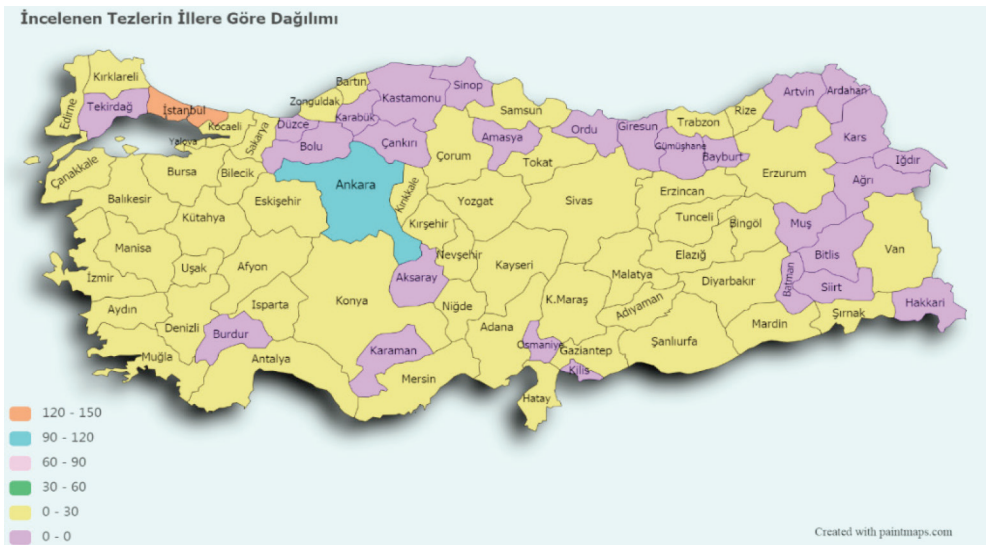 İncelenen Tezlerin İllere Göre Dağılımı
Kırklareli
Edirne
Tekirdağ
İstanbul
Kocaeli
Yalova
Sakarya
Düzce
Bolu
Zonguldak
Bartın
Karabük
Kastamonu
Sinop
Çankırı
Samsun
Amasya
Çorum
Tokat
Ordu
Giresun
Gümüşhane
Bayburt
Trabzon
Rize
Artvin
Ardahan
Kars
Iğdır
Ağrı
Erzurum
Erzincan
Çanakkale
Balıkesir
Bursa
Bilecik
Kütahya
Eskişehir
Ankara
Kırıkkale
Kırşehir
Yozgat
Sivas
Tunceli
Bingöl
Muş
Bitlis
Van
Manisa
İzmir
Uşak
Afyon
Konya
Aksaray
Nevşehir
Niğde
Kayseri
Malatya
Elazığ
Diyarbakır
Batman
Siirt
Hakkari
Şırnak
Mardin
Şanlıurfa
Adıyaman
K.Maraş
Aydın
Denizli
Muğla
Burdur
Isparta
Antalya
Karaman
Mersin
Adana
Osmaniye
Gaziantep
Kilis
Hatay
120 - 150
90 - 120
60 - 90
30 - 60
0 - 30
0 - 0
Created with paintmaps.com